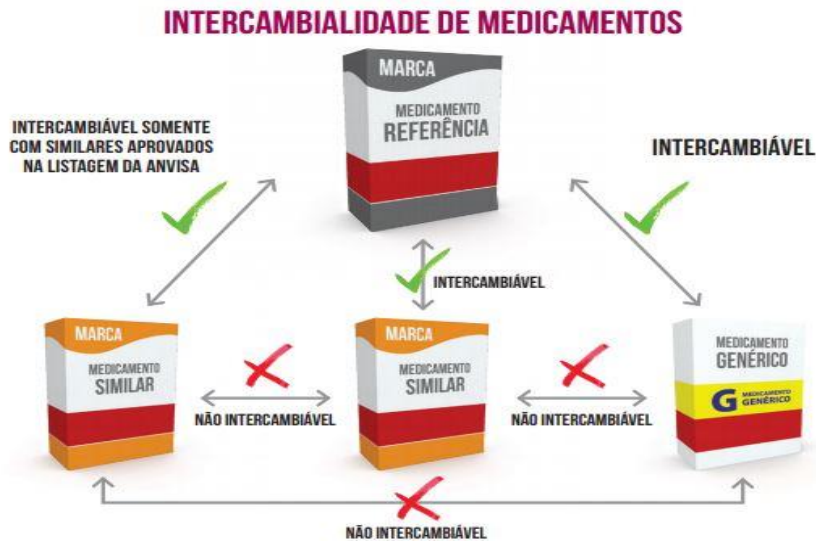 INTERCAMBIALIDADE DE MEDICAMENTOS
MARCA
MEDICAMENTO
REFERÊNCIA
INTERCAMBIÁVEL SOMENTE
COM SIMILARES APROVADOS
NA LISTAGEM DA ANVISA
INTERCAMBIÁVEL
INTERCAMBIÁVEL
MARCA
MEDICAMENTO
SIMILAR
NÃO INTERCAMBIÁVEL
MARCA
MEDICAMENTO
SIMILAR
NÃO INTERCAMBIÁVEL
MEDICAMENTO
GENÉRICO
G MEDICAMENTO
GENÉRICO
NÃO INTERCAMBIÁVEL